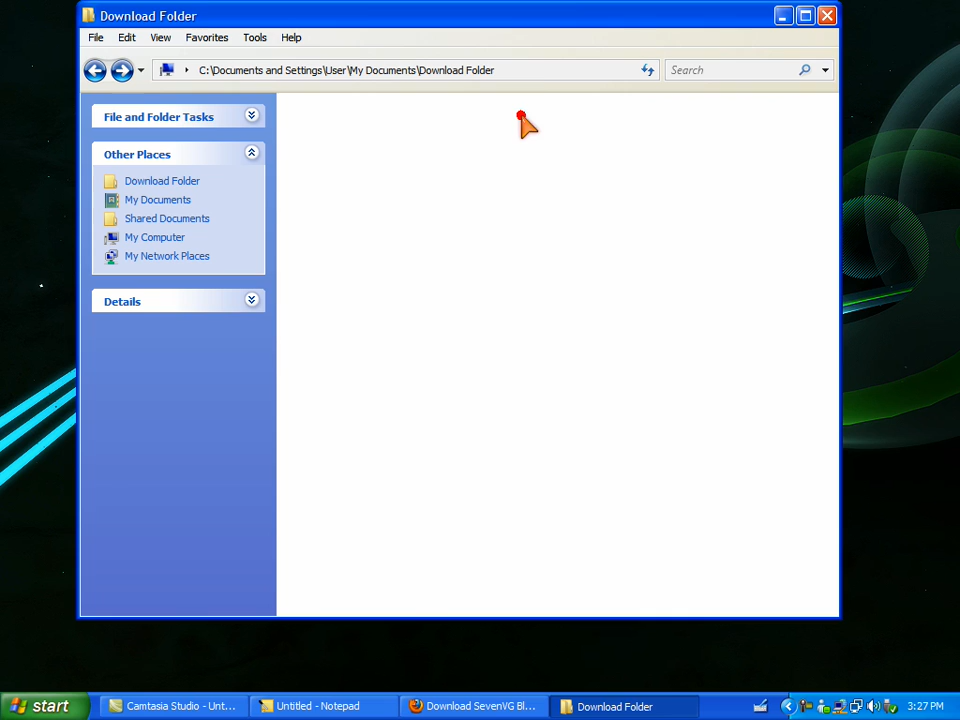 Download Folder
File Edit View Favorites Tools Help
C:\Documents and Settings\User\My Documents\Download Folder Search
File and Folder Tasks
Other Places
Download Folder
My Documents
Shared Documents
My Computer
My Network Places
Details
start Camtasia Studio - Unt... Untitled - Notepad Download SevenVG Bl... Download Folder 3:27 PM